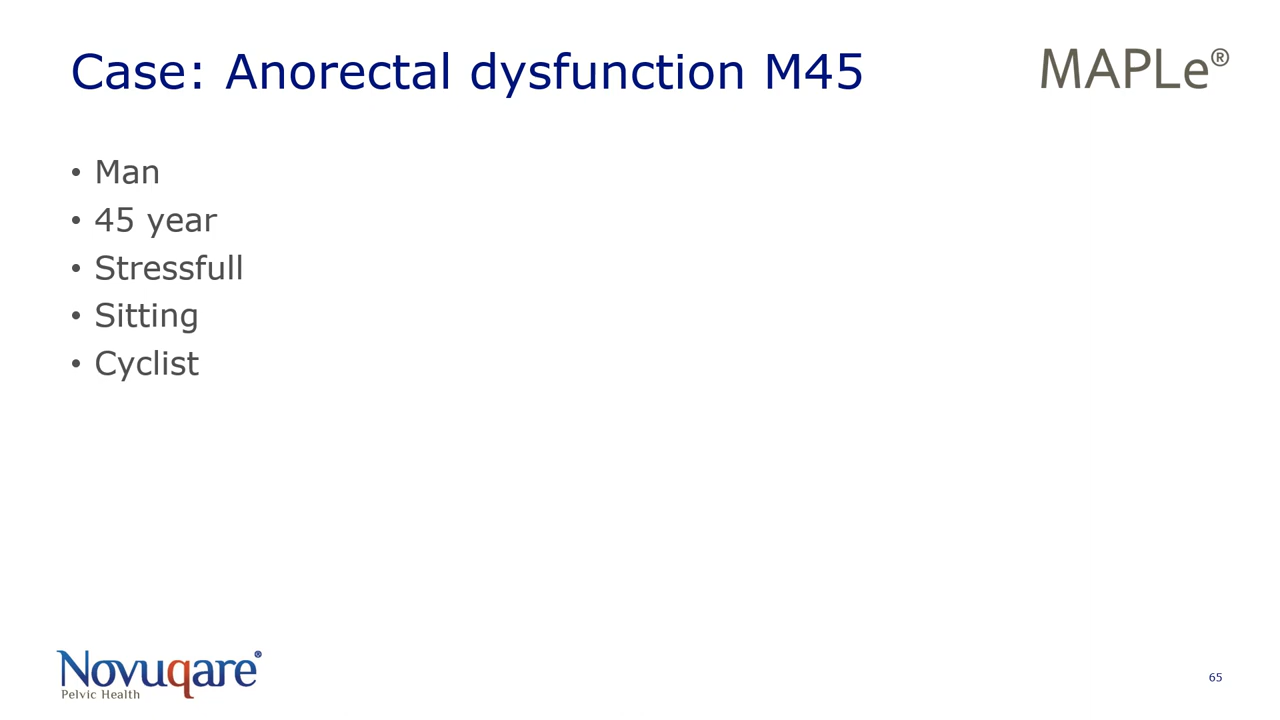 Case: Anorectal dysfunction M45
MAPLe®
• Man
• 45 year
• Stressfull
• Sitting
• Cyclist
Novuqare®
Pelvic Health
65